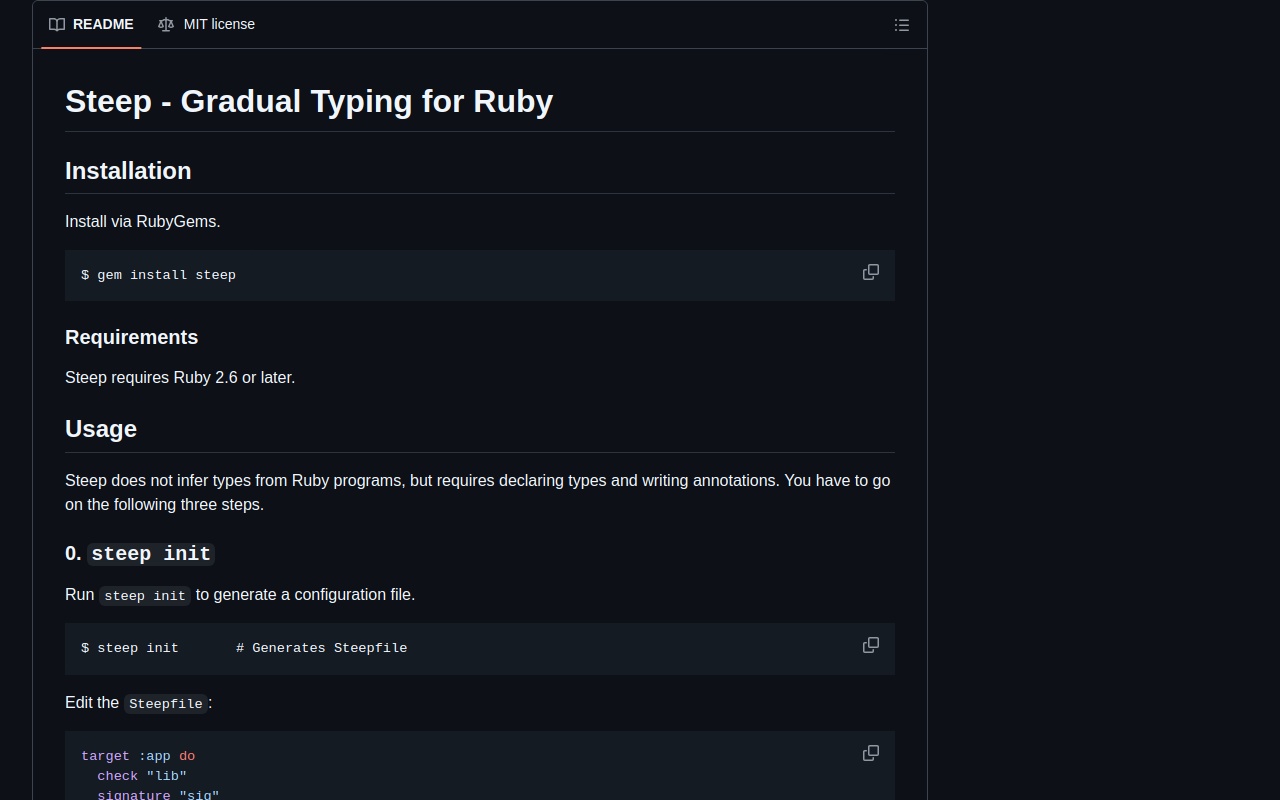 README MIT license
Steep - Gradual Typing for Ruby
Installation
Install via RubyGems.
$ gem install steep
Requirements
Steep requires Ruby 2.6 or later.
Usage
Steep does not infer types from Ruby programs, but requires declaring types and writing annotations. You have to go
on the following three steps.
0. steep init
Run steep init to generate a configuration file.
$ steep init       # Generates Steepfile
Edit the Steepfile:
target :app do
  check "lib"
  signature "sig"